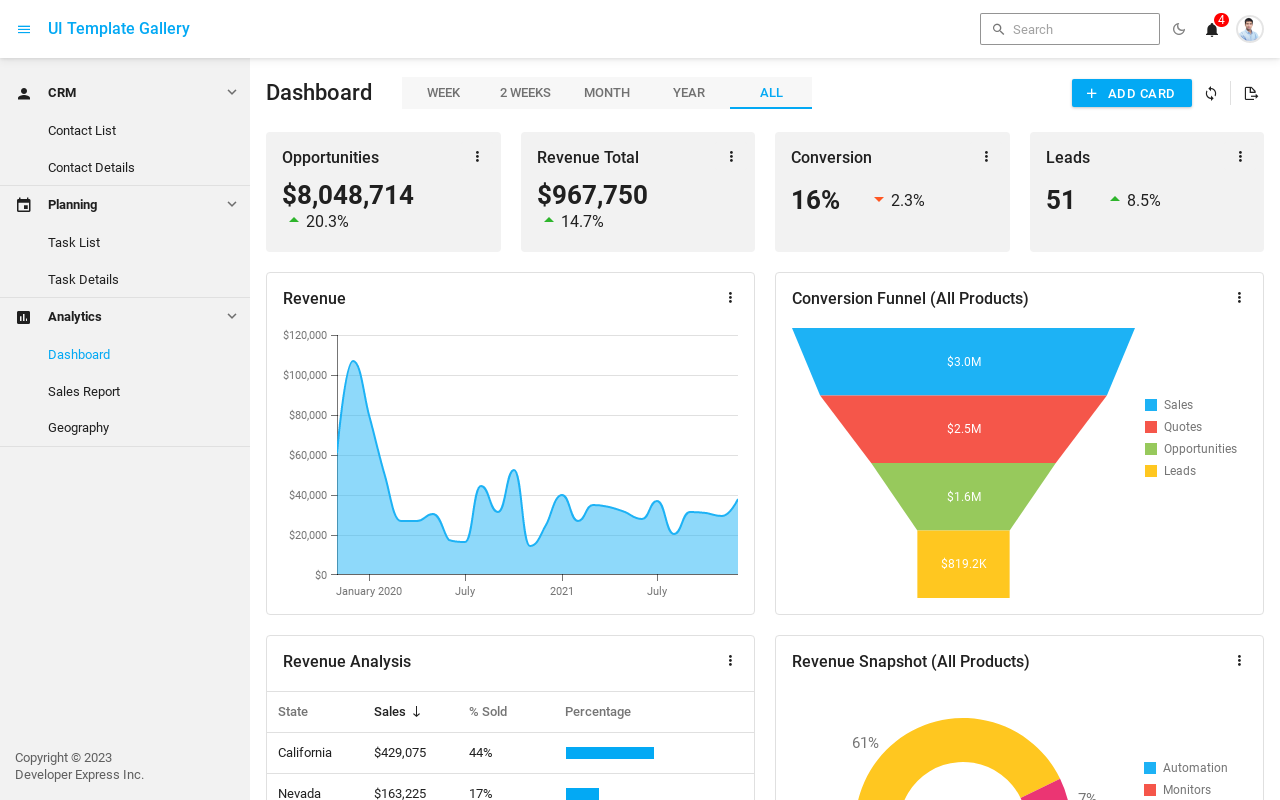 UI Template Gallery
Search
4
CRM
Contact List
Contact Details
Planning
Task List
Task Details
Analytics
Dashboard
Sales Report
Geography
Copyright © 2023
Developer Express Inc.
Dashboard
WEEK
2 WEEKS
MONTH
YEAR
ALL
ADD CARD
Opportunities
$8,048,714
20.3%
Revenue Total
$967,750
14.7%
Conversion
16%
2.3%
Leads
51
8.5%
Revenue
$120,000
$100,000
$80,000
$60,000
$40,000
$20,000
$0
January 2020
July
2021
July
Conversion Funnel (All Products)
$3.0M
$2.5M
$1.6M
$819.2K
Sales
Quotes
Opportunities
Leads
Revenue Analysis
State
Sales
% Sold
Percentage
California
$429,075
44%
Nevada
$163,225
17%
Revenue Snapshot (All Products)
61%
7%
Automation
Monitors